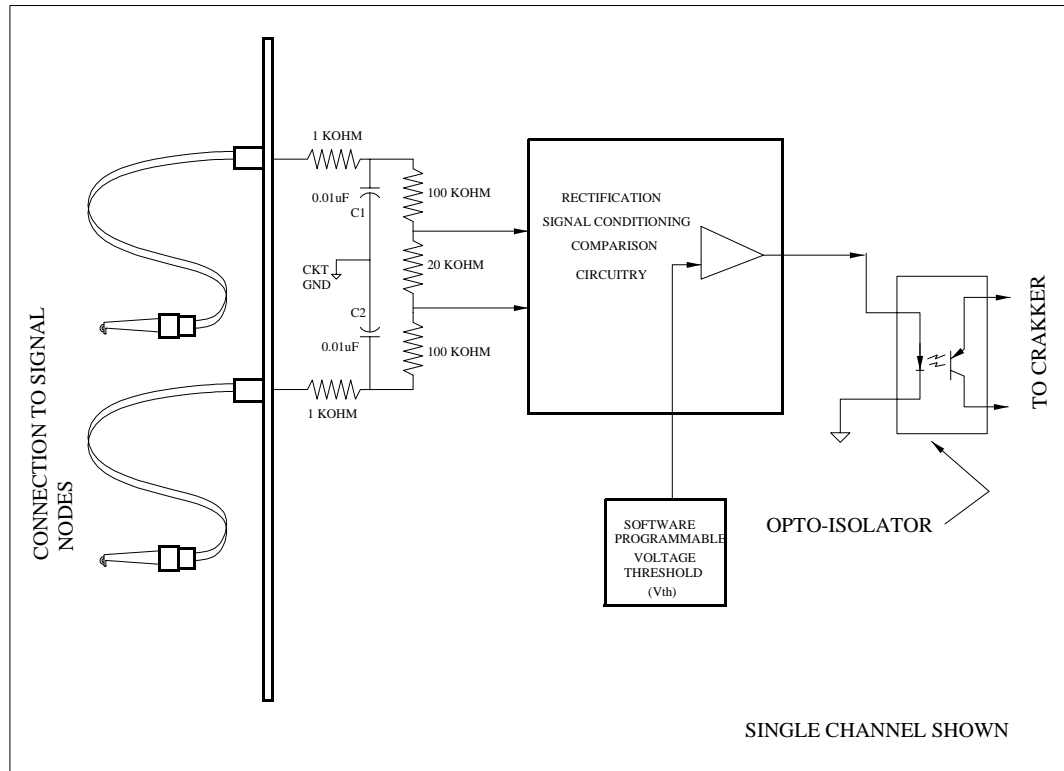 CONNECTION TO SIGNAL
NODES
1 KOHM
0.01uF
C1
100 KOHM
CKT
GND
20 KOHM
C2
0.01uF
100 KOHM
1 KOHM
RECTIFICATION
SIGNAL CONDITIONING
COMPARISON
CIRCUITRY
SOFTWARE
PROGRAMMABLE
VOLTAGE
THRESHOLD
(Vth)
OPTO-ISOLATOR
TO CRAKKER
SINGLE CHANNEL SHOWN